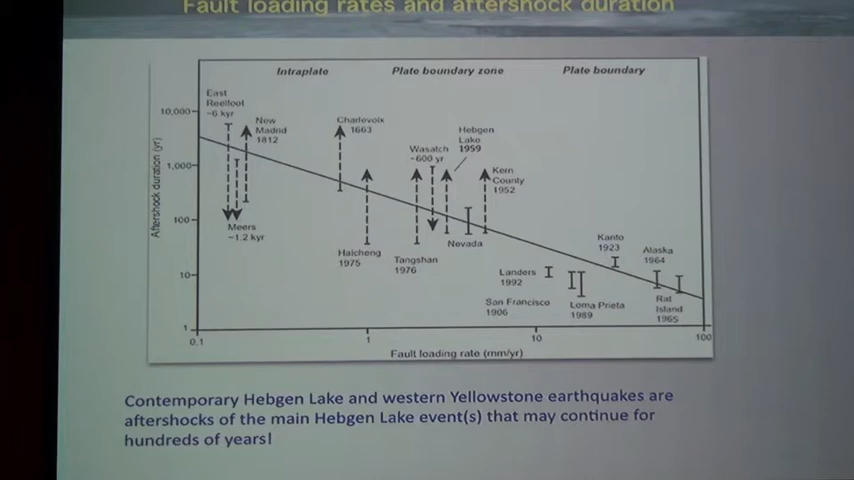 Fault loading rates and aftershock duration
Intraplate
Plate boundary zone
Plate boundary
Aftershock duration (yr)
10,000
1,000
100
10
1
East
Reelfoot
~6 kyr
New
Madrid
1812
Meers
~1.2 kyr
Charlevoix
1663
Haicheng
1975
Wasatch
~600 yr
Tangshan
1976
Hebgen
Lake
1959
Nevada
Kern
County
1952
Landers
1992
San Francisco
1906
Loma Prieta
1989
Kanto
1923
Alaska
1964
Rat
Island
1965
0.1
1
10
100
Fault loading rate (mm/yr)
Contemporary Hebgen Lake and western Yellowstone earthquakes are
aftershocks of the main Hebgen Lake event(s) that may continue for
hundreds of years!